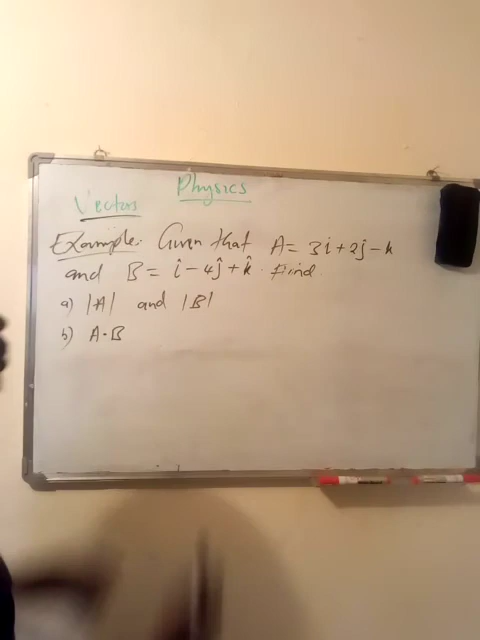 Physics
Vectors
Example: Given that A = 3i + 2j - k
and B = î - 4ĵ + k̂. Find
a) |A| and |B|
b) A·B